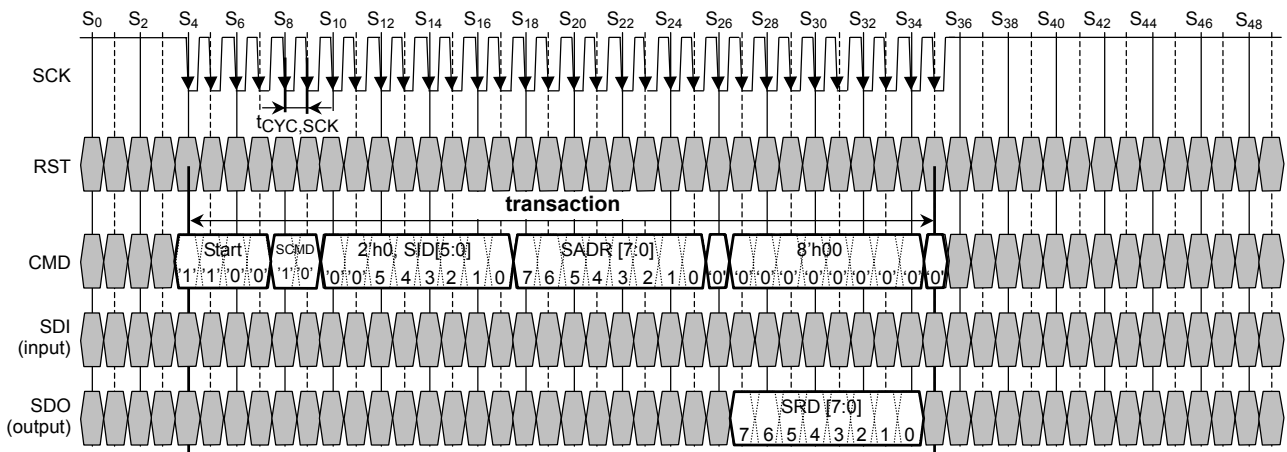 S0 S2 S4 S6 S8 S10 S12 S14 S16 S18 S20 S22 S24 S26 S28 S30 S32 S34 S36 S38 S40 S42 S44 S46 S48
SCK
tCYC,SCK
RST
transaction
Start SCMD 2'h0, SID[5:0] SADR [7:0] 8'h00
CMD
'1' '1' '0' '0' '1' '0' '0' '0' 5 4 3 2 1 0 7 6 5 4 3 2 1 0 '0' '0' '0' '0' '0' '0' '0' '0' '0' '0'
SDI
(input)
SDO
(output)
SRD [7:0]
7 6 5 4 3 2 1 0